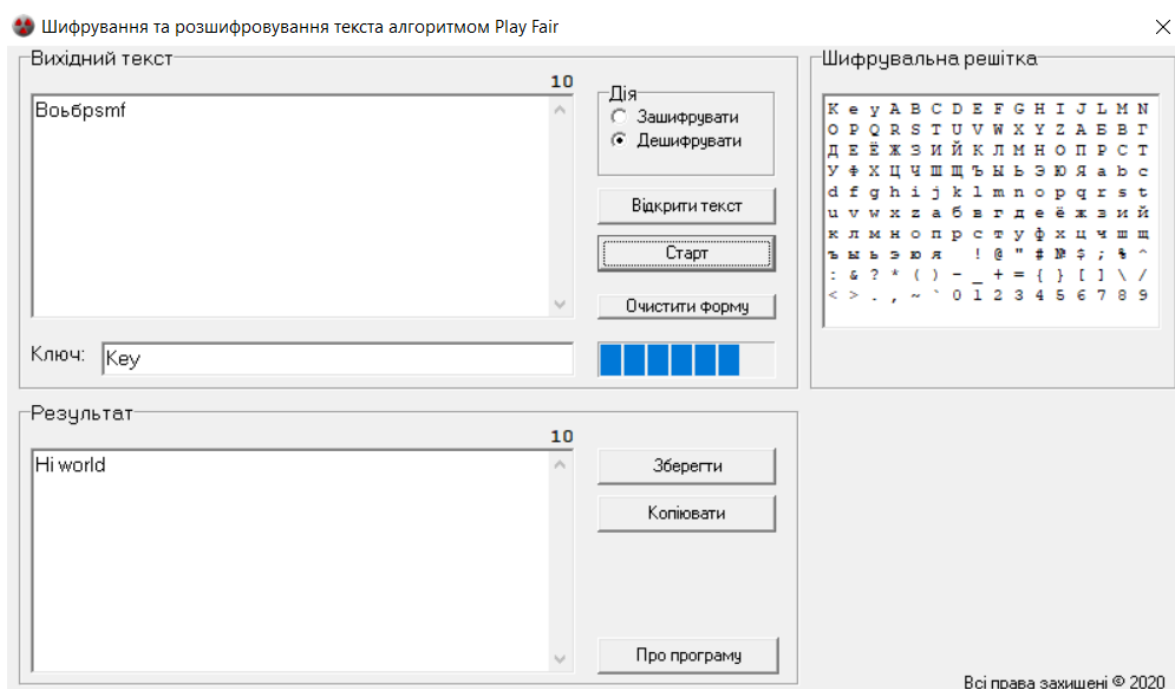 Шифрування та розшифровування текста алгоритмом Play Fair
Вихідний текст
10
Воьбрsmf
Дія
Зашифрувати
Дешифрувати
Відкрити текст
Старт
Очистити форму
Ключ: Key
Шифрувальна решітка
K e y A B C D E F G H I J L M N
O P Q R S T U V W X Y Z А Б В Г
Д Е Ё Ж З И Й К Л М Н О П Р С Т
У Ф Х Ц Ч Ш Щ Ъ Ы Ь Э Ю Я a b c
d f g h i j k l m n o p q r s t
u v w x z а б в г д е ё ж з и й
к л м н о п р с т у ф х ц ч ш щ
ъ ы ь э ю я   ! @ " # № $ ; % ^
: & ? * ( ) - _ + = { } [ ] \ /
< > . , ~ ` 0 1 2 3 4 5 6 7 8 9
Результат
10
Hi world
Зберегти
Копіювати
Про програму
Всі права захищені © 2020